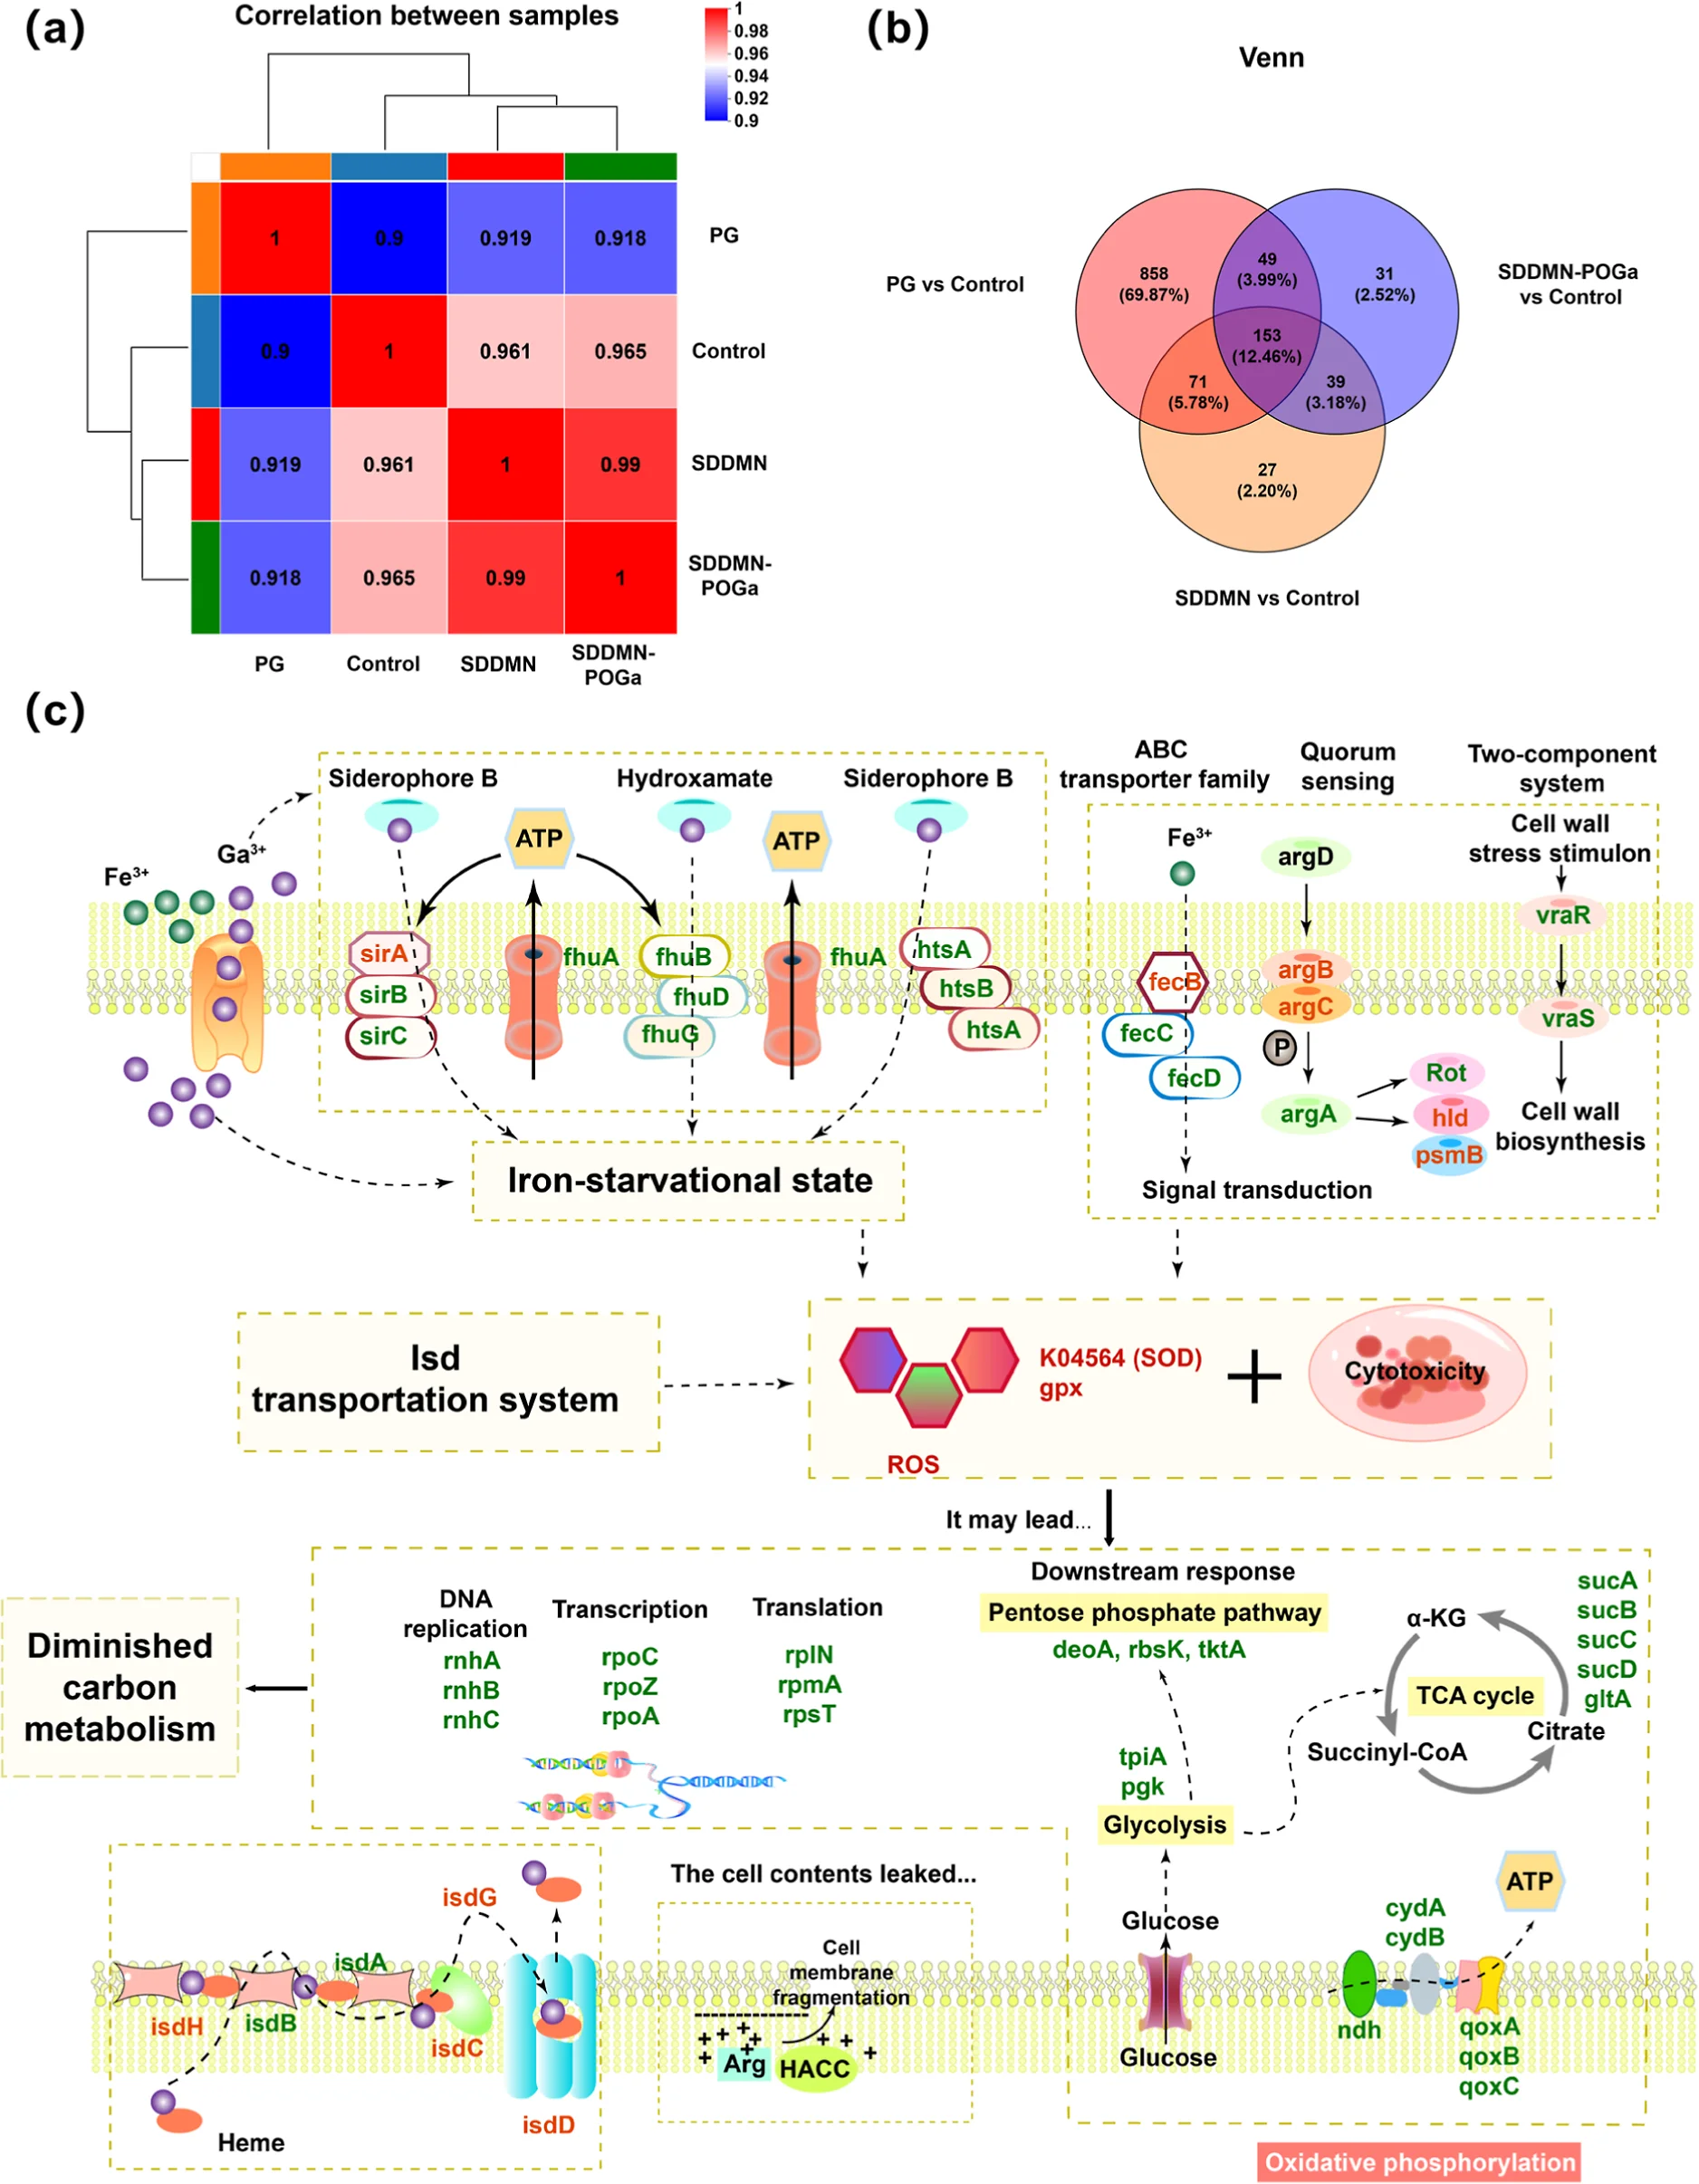 (a)
Correlation between samples
1
0.98
0.96
0.94
0.92
0.9
1
0.9
0.919
0.918
PG
0.9
1
0.961
0.965
Control
0.919
0.961
1
0.99
SDDMN
0.918
0.965
0.99
1
SDDMN-
POGa
PG
Control
SDDMN
SDDMN-
POGa
(b)
Venn
PG vs Control
SDDMN-POGa
vs Control
858
(69.87%)
49
(3.99%)
31
(2.52%)
153
(12.46%)
71
(5.78%)
39
(3.18%)
27
(2.20%)
SDDMN vs Control
(c)
Siderophore B
Hydroxamate
Siderophore B
ATP
ATP
Ga³⁺
Fe³⁺
sirA
sirB
sirC
fhuA
fhuB
fhuD
fhuG
fhuA
htsA
htsB
htsA
Iron-starvational state
ABC
transporter family
Quorum
sensing
Two-component
system
Fe³⁺
fecB
fecC
fecD
Signal transduction
argD
argB
argC
P
argA
Rot
hld
psmB
Cell wall
stress stimulon
vraR
vraS
Cell wall
biosynthesis
Isd
transportation system
K04564 (SOD)
gpx
ROS
Cytotoxicity
It may lead...
Diminished
carbon
metabolism
DNA
replication
rnhA
rnhB
rnhC
Transcription
rpoC
rpoZ
rpoA
Translation
rplN
rpmA
rpsT
Downstream response
Pentose phosphate pathway
deoA, rbsK, tktA
α-KG
TCA cycle
Succinyl-CoA
Citrate
sucA
sucB
sucC
sucD
gltA
tpiA
pgk
Glycolysis
Glucose
Glucose
ATP
cydA
cydB
ndh
qoxA
qoxB
qoxC
Oxidative phosphorylation
isdG
isdA
isdH
isdB
isdC
isdD
Heme
The cell contents leaked...
Cell
membrane
fragmentation
Arg
HACC